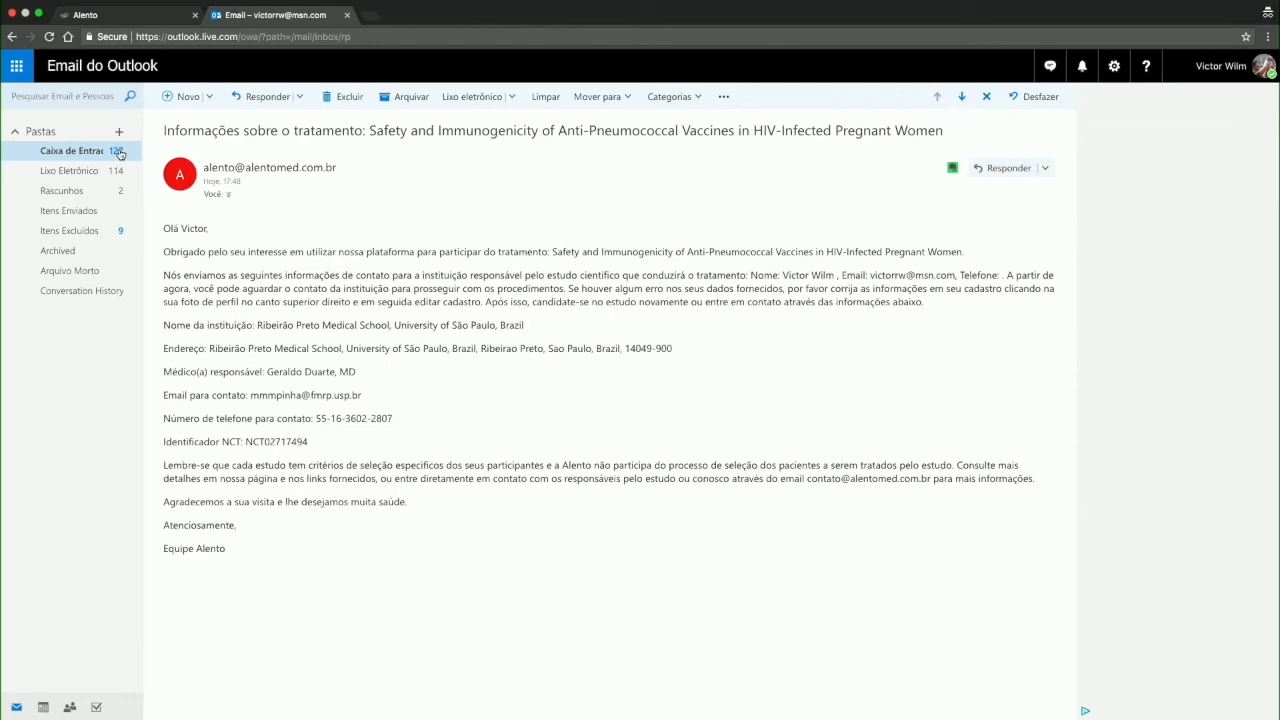 Alento
Email – victorrw@msn.com
Secure
https://outlook.live.com/owa/?path=/mail/inbox/rp
Email do Outlook
Victor Wilm
Pesquisar Email e Pessoas
Novo
Responder
Excluir
Arquivar
Lixo eletrônico
Limpar
Mover para
Categorias
Desfazer
Pastas
Caixa de Entrac
Lixo Eletrônico 114
Rascunhos 2
Itens Enviados
Itens Excluídos 9
Archived
Arquivo Morto
Conversation History
Informações sobre o tratamento: Safety and Immunogenicity of Anti-Pneumococcal Vaccines in HIV-Infected Pregnant Women
A
alento@alentomed.com.br
Hoje, 17:48
Você
Responder
Olá Victor,
Obrigado pelo seu interesse em utilizar nossa plataforma para participar do tratamento: Safety and Immunogenicity of Anti-Pneumococcal Vaccines in HIV-Infected Pregnant Women.
Nós enviamos as seguintes informações de contato para a instituição responsável pelo estudo científico que conduzirá o tratamento: Nome: Victor Wilm , Email: victorrw@msn.com, Telefone: . A partir de
agora, você pode aguardar o contato da instituição para prosseguir com os procedimentos. Se houver algum erro nos seus dados fornecidos, por favor corrija as informações em seu cadastro clicando na
sua foto de perfil no canto superior direito e em seguida editar cadastro. Após isso, candidate-se no estudo novamente ou entre em contato através das informações abaixo.
Nome da instituição: Ribeirão Preto Medical School, University of São Paulo, Brazil
Endereço: Ribeirão Preto Medical School, University of São Paulo, Brazil, Ribeirao Preto, Sao Paulo, Brazil, 14049-900
Médico(a) responsável: Geraldo Duarte, MD
Email para contato: mmmpinha@fmrp.usp.br
Número de telefone para contato: 55-16-3602-2807
Identificador NCT: NCT02717494
Lembre-se que cada estudo tem critérios de seleção específicos dos seus participantes e a Alento não participa do processo de seleção dos pacientes a serem tratados pelo estudo. Consulte mais
detalhes em nossa página e nos links fornecidos, ou entre diretamente em contato com os responsáveis pelo estudo ou conosco através do email contato@alentomed.com.br para mais informações.
Agradecemos a sua visita e lhe desejamos muita saúde.
Atenciosamente,
Equipe Alento